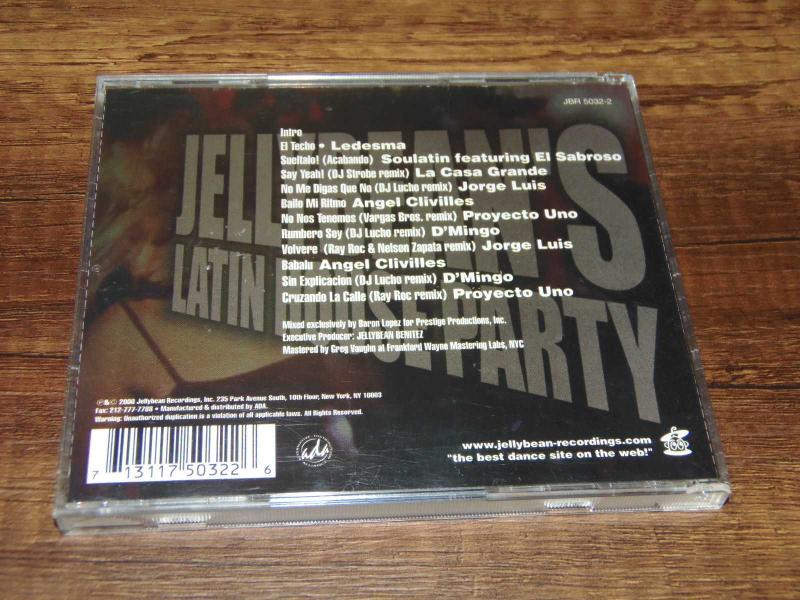 JBR 5032-2
JELLYBEAN'S
LATIN HOUSE PARTY
Intro
El Techo • Ledesma
Sueltalo! (Acabando) Soulatin featuring El Sabroso
Say Yeah! (DJ Strobe remix) La Casa Grande
No Me Digas Que No (DJ Lucho remix) Jorge Luis
Bailo Mi Ritmo Angel Clivilles
No Nos Tenemos (Vargas Bros. remix) Proyecto Uno
Rumbero Soy (DJ Lucho remix) D'Mingo
Volvere (Ray Roc & Nelson Zapata remix) Jorge Luis
Babalu Angel Clivilles
Sin Explicacion (DJ Lucho remix) D'Mingo
Cruzando La Calle (Ray Roc remix) Proyecto Uno
Mixed exclusively by Baron Lopez for Prestige Productions, Inc.
Executive Producer: JELLYBEAN BENITEZ
Mastered by Greg Vaughn at Frankford Wayne Mastering Labs, NYC
℗&© 2000 Jellybean Recordings, Inc. 235 Park Avenue South, 10th Floor, New York, NY 10003
Fax: 212-777-7788 • Manufactured & distributed by ADA.
Warning: Unauthorized duplication is a violation of all applicable laws. All Rights Reserved.
7 13117 50322 6
ada
www.jellybean-recordings.com
"the best dance site on the web!"